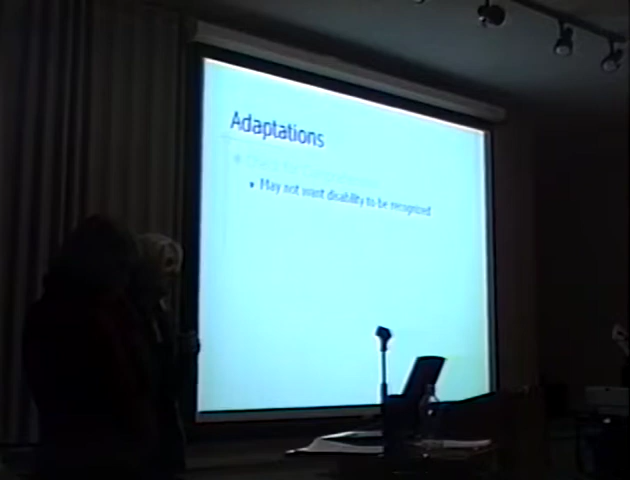 Adaptations
• May not want disability to be recognized